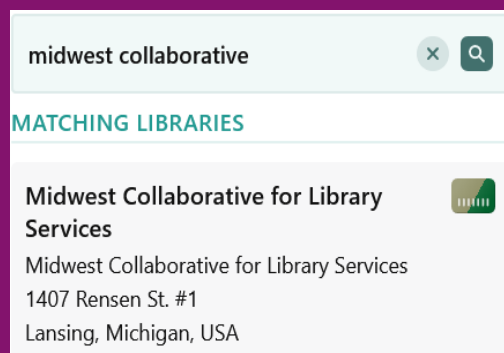 midwest collaborative
MATCHING LIBRARIES
Midwest Collaborative for Library
Services
Midwest Collaborative for Library Services
1407 Rensen St. #1
Lansing, Michigan, USA